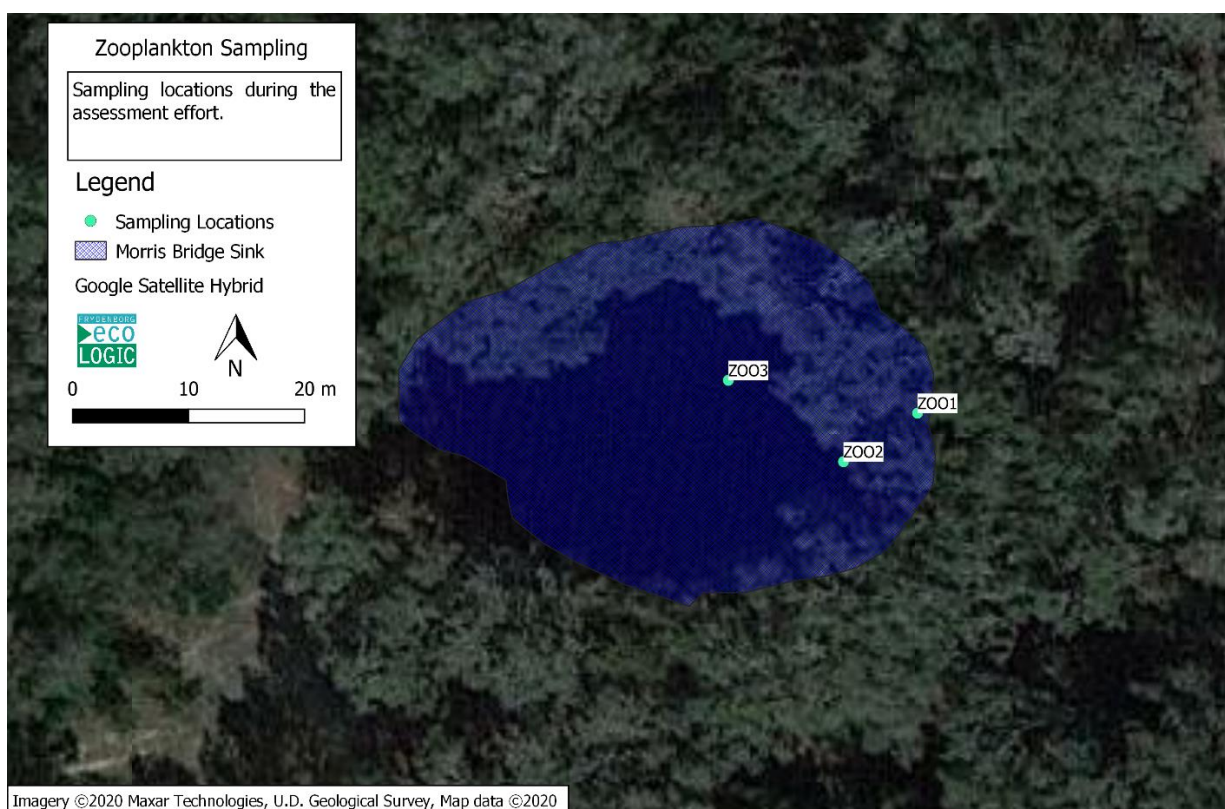 Zooplankton Sampling
Sampling locations during the
assessment effort.
Legend
Sampling Locations
Morris Bridge Sink
Google Satellite Hybrid
FRYDENBORG
eco
LOGIC
N
0 10 20 m
ZOO3
ZOO1
ZOO2
Imagery ©2020 Maxar Technologies, U.D. Geological Survey, Map data ©2020